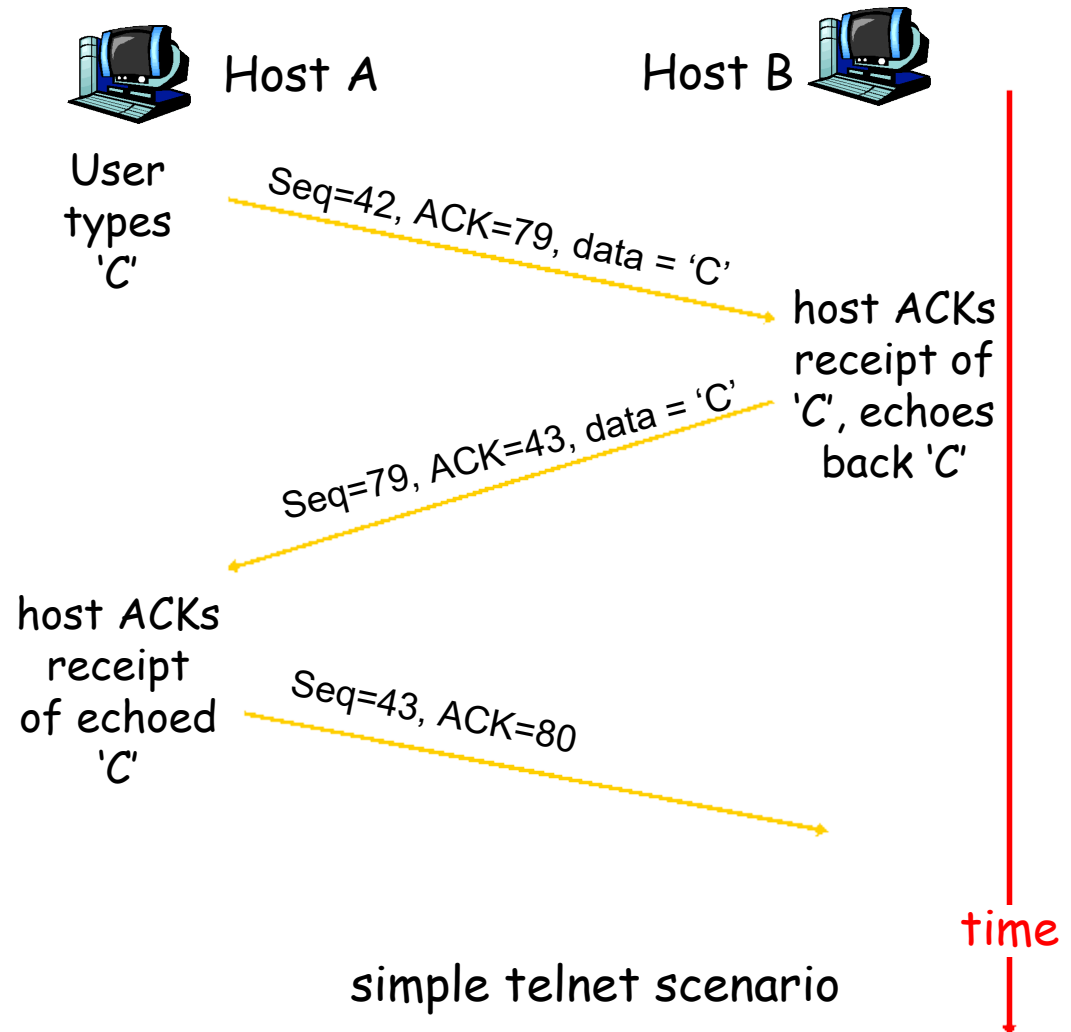 Host A
Host B
User
types
‘C’
Seq=42, ACK=79, data = ‘C’
host ACKs
receipt of
‘C’, echoes
back ‘C’
Seq=79, ACK=43, data = ‘C’
host ACKs
receipt
of echoed
‘C’
Seq=43, ACK=80
time
simple telnet scenario